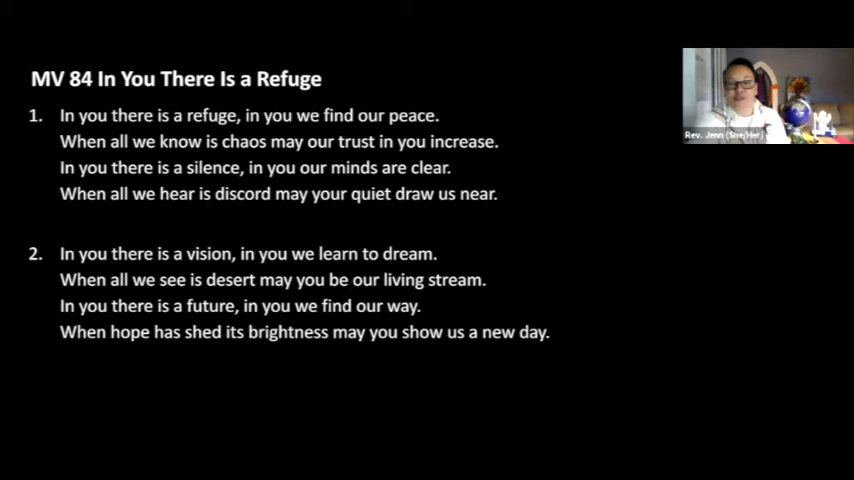 MV 84 In You There Is a Refuge
1. In you there is a refuge, in you we find our peace.
When all we know is chaos may our trust in you increase.
In you there is a silence, in you our minds are clear.
When all we hear is discord may your quiet draw us near.
2. In you there is a vision, in you we learn to dream.
When all we see is desert may you be our living stream.
In you there is a future, in you we find our way.
When hope has shed its brightness may you show us a new day.
Rev. Jenn (She/Her)